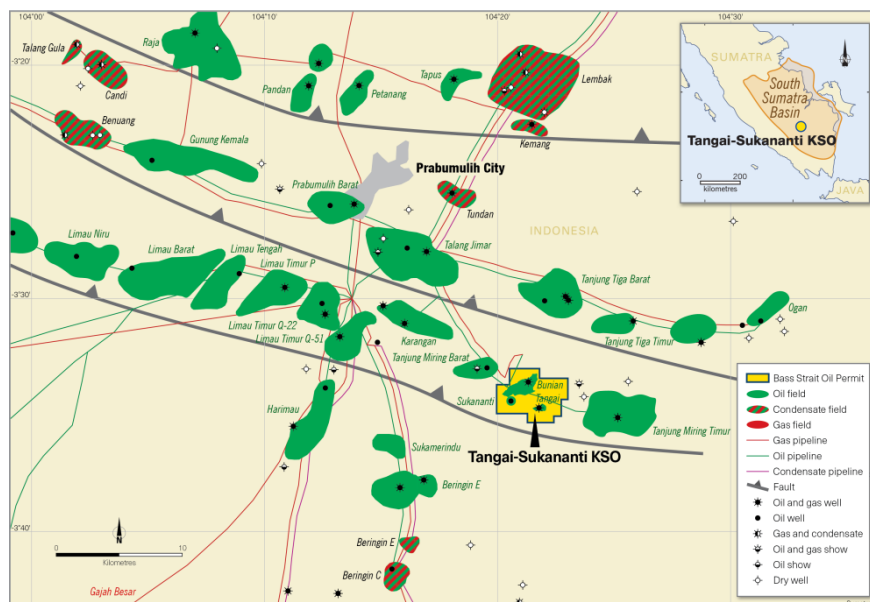 104°00'
104°10'
104°20'
104°30'
-3°20'
-3°30'
-3°40'
Talang Gula
Candi
Raja
Pandan
Petanang
Tapus
Lembak
Kemang
Benuang
Gunung Kemala
Prabumulih City
Prabumulih Barat
Tundan
INDONESIA
Talang Jimar
Limau Niru
Limau Barat
Limau Tengah
Limau Timur P
Limau Timur Q-22
Limau Timur Q-51
Karangan
Tanjung Miring Barat
Tanjung Tiga Barat
Tanjung Tiga Timur
Ogan
Sukananti
Bunian
Tangai
Tanjung Miring Timur
Tangai-Sukananti KSO
Harimau
Sukamerindu
Beringin E
Beringin E
Beringin C
Gajah Besar
N
0
10
Kilometres
SUMATRA
N
South
Sumatra
Basin
Tangai-Sukananti KSO
0
200
kilometres
JAVA
Bass Strait Oil Permit
Oil field
Condensate field
Gas field
Gas pipeline
Oil pipeline
Condensate pipeline
Fault
Oil and gas well
Oil well
Gas and condensate
Oil and gas show
Oil show
Dry well